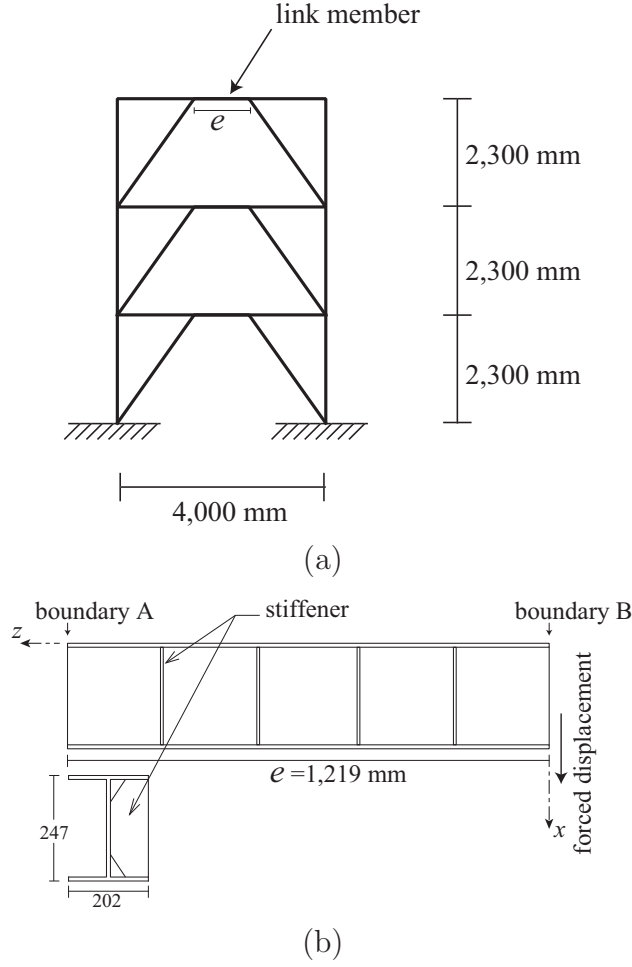 link member
e
2,300 mm
2,300 mm
2,300 mm
4,000 mm
(a)
boundary A
stiffener
boundary B
z
e =1,219 mm
forced displacement
x
247
202
(b)